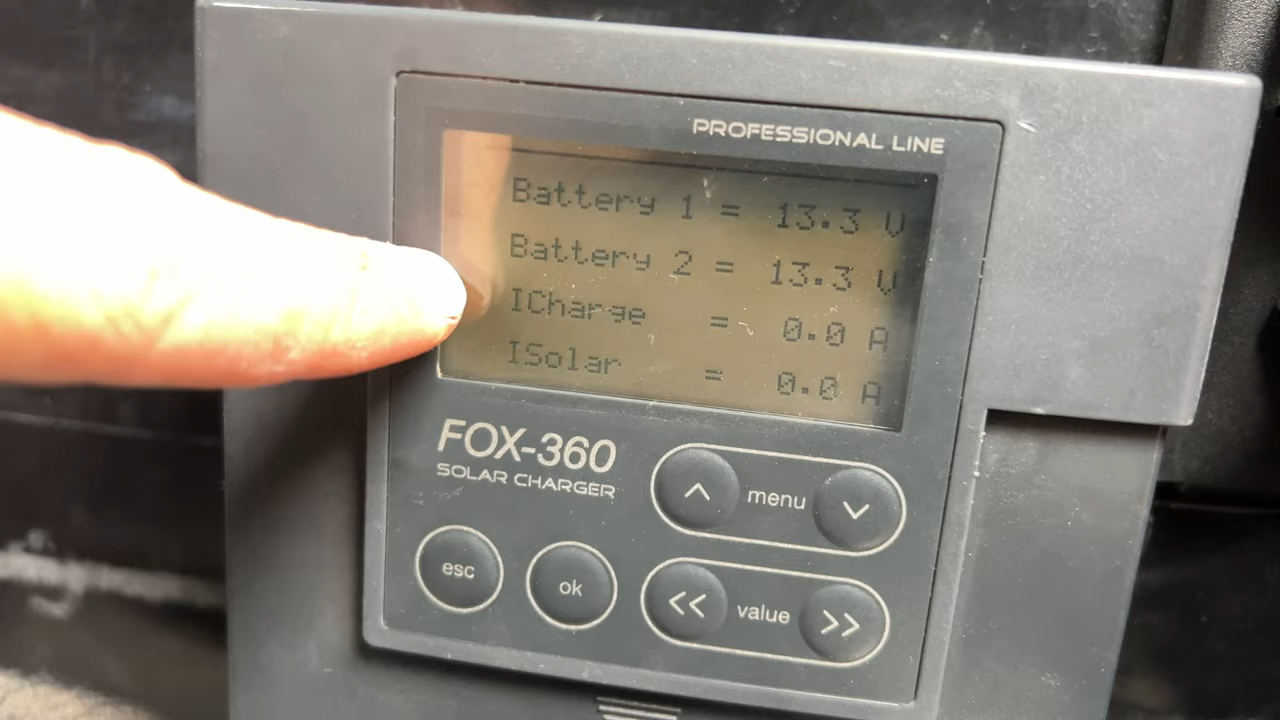 PROFESSIONAL LINE
Battery 1 = 13.3 V
Battery 2 = 13.3 V
ICharge = 0.0 A
ISolar = 0.0 A
FOX-360
SOLAR CHARGER
menu
esc
ok
<< value >>